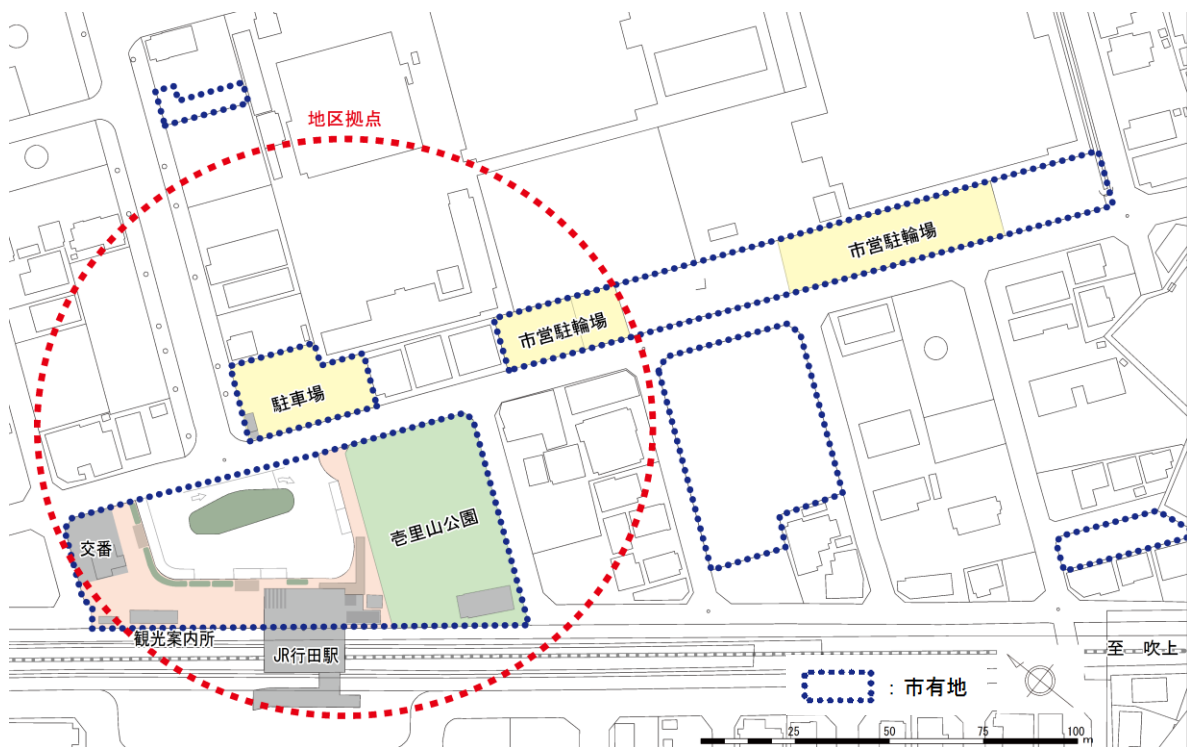 地区拠点
市営駐輪場
市営駐輪場
駐車場
壱里山公園
交番
観光案内所
JR行田駅
至 吹上
：市有地
25
50
75
100
m